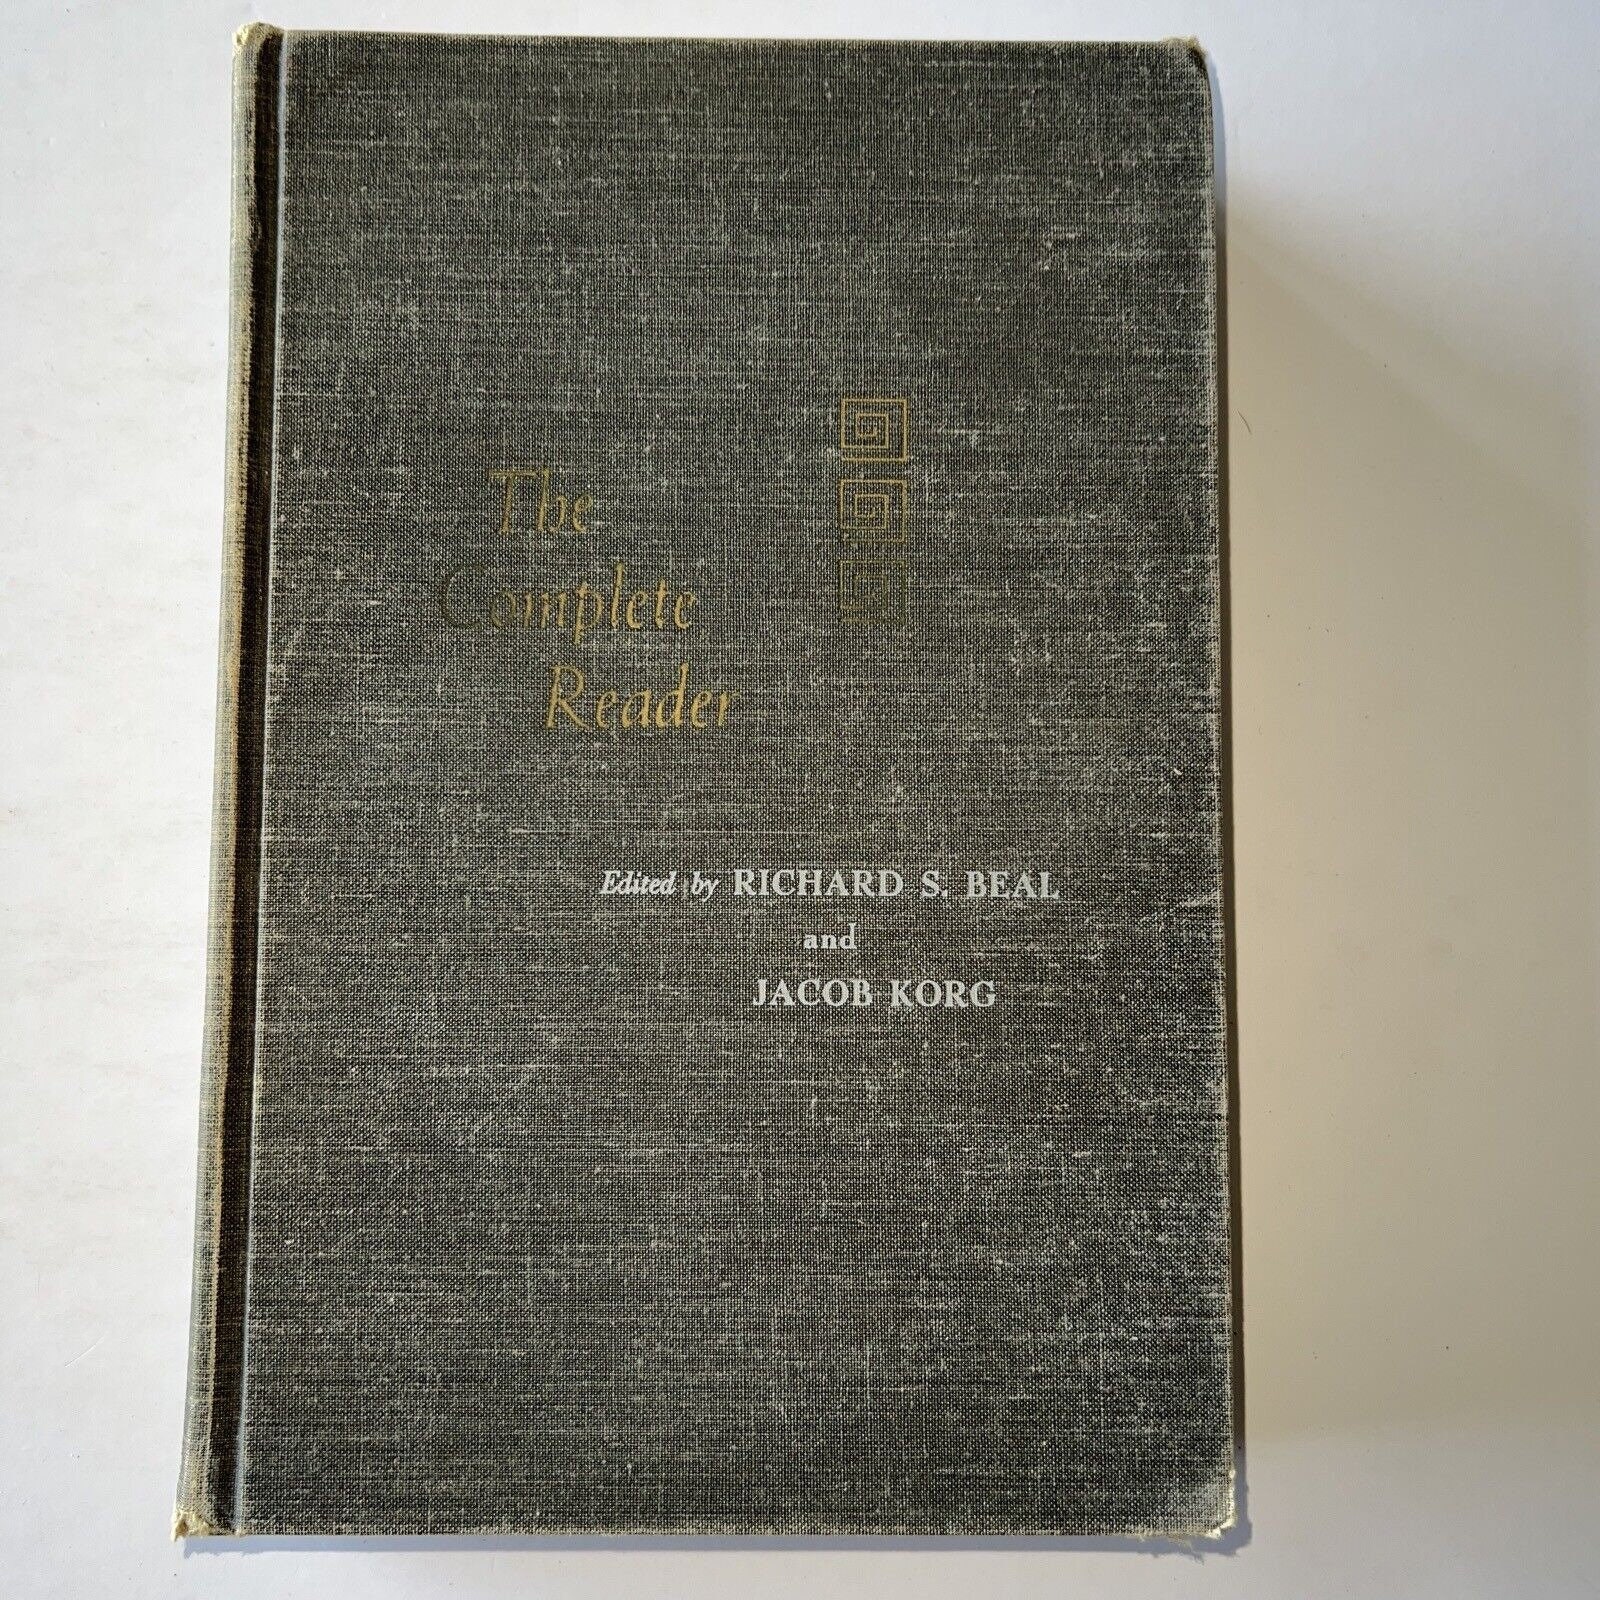 The
Complete
Reader
Edited by RICHARD S. BEAL
and
JACOB KORG